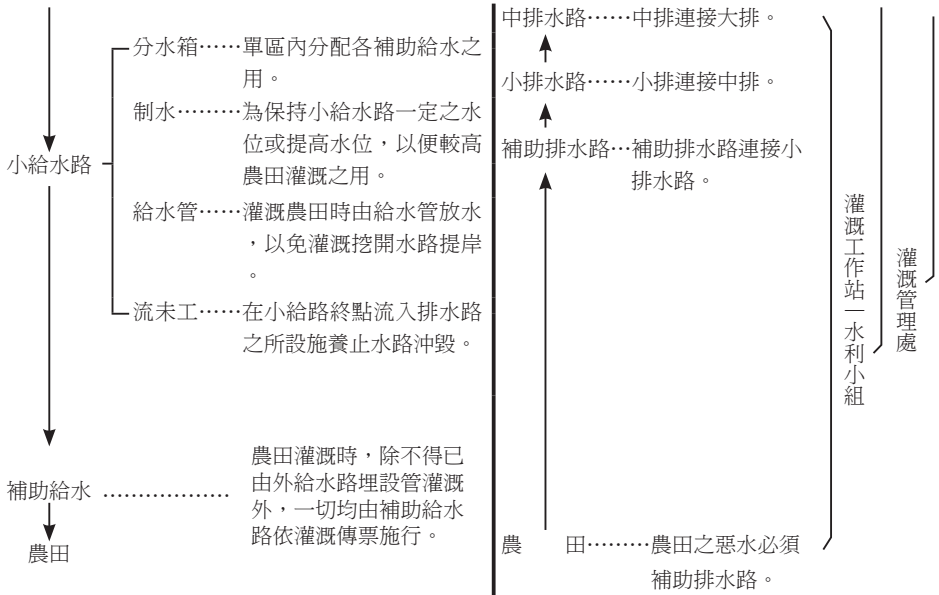 分水箱……單區內分配各補助給水之
用。
制水………為保持小給水路一定之水
位或提高水位，以便較高
農田灌溉之用。
小給水路
給水管……灌溉農田時由給水管放水
，以免灌溉挖開水路提岸
。
流未工……在小給路終點流入排水路
之所設施養止水路沖毀。
農田灌溉時，除不得已
由外給水路埋設管灌溉
外，一切均由補助給水
路依灌溉傳票施行。
補助給水 ………………
農田
中排水路……中排連接大排。
小排水路……小排連接中排。
補助排水路…補助排水路連接小
排水路。
農　　田………農田之惡水必須
補助排水路。
灌溉工作站—水利小組
灌溉管理處